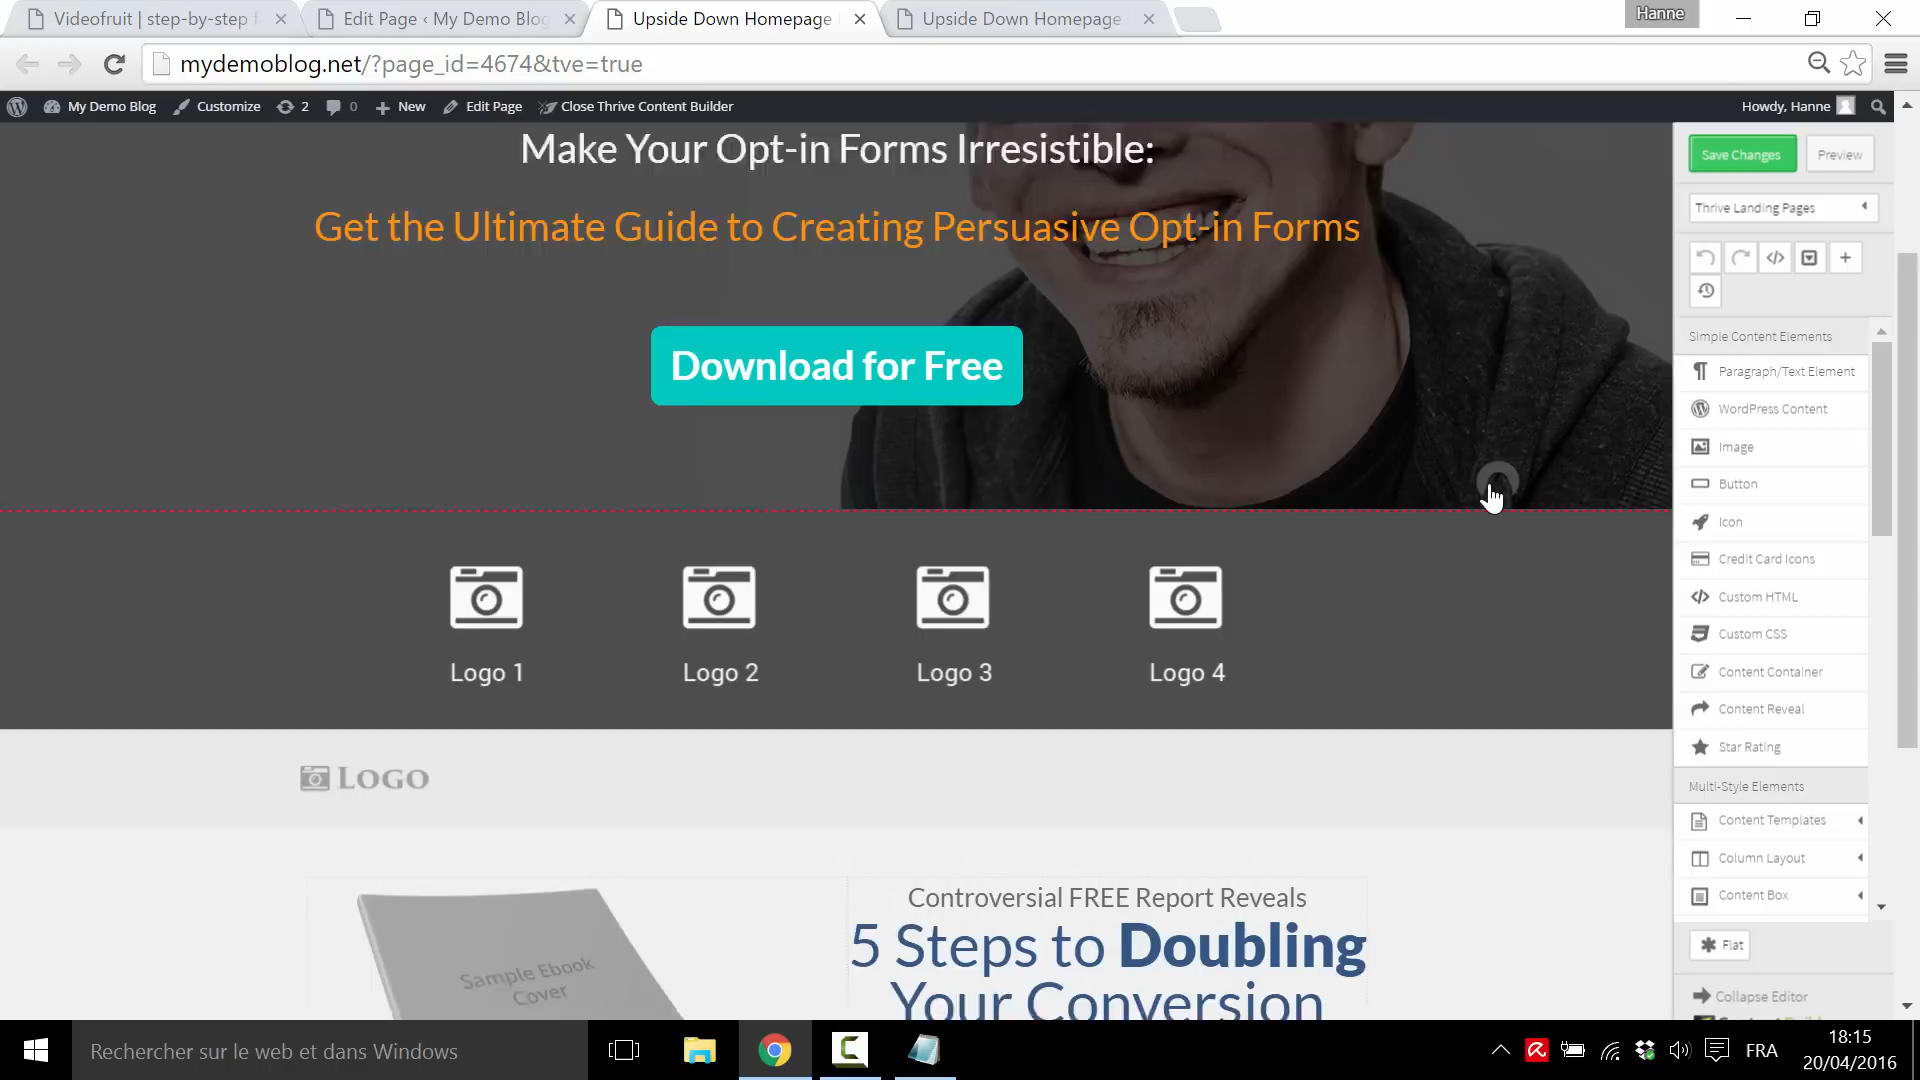 Videofruit | step-by-step
Edit Page ‹ My Demo Blog
Upside Down Homepage
Upside Down Homepage
Hanne
mydemoblog.net/?page_id=4674&tve=true
My Demo Blog
Customize
2
0
New
Edit Page
Close Thrive Content Builder
Howdy, Hanne
Make Your Opt-in Forms Irresistible:
Get the Ultimate Guide to Creating Persuasive Opt-in Forms
Download for Free
Logo 1
Logo 2
Logo 3
Logo 4
LOGO
Sample Ebook
Cover
Controversial FREE Report Reveals
5 Steps to Doubling
Your Conversion
Save Changes
Preview
Thrive Landing Pages
Simple Content Elements
Paragraph/Text Element
WordPress Content
Image
Button
Icon
Credit Card Icons
Custom HTML
Custom CSS
Content Container
Content Reveal
Star Rating
Multi-Style Elements
Content Templates
Column Layout
Content Box
Flat
Collapse Editor
Rechercher sur le web et dans Windows
FRA
18:15
20/04/2016